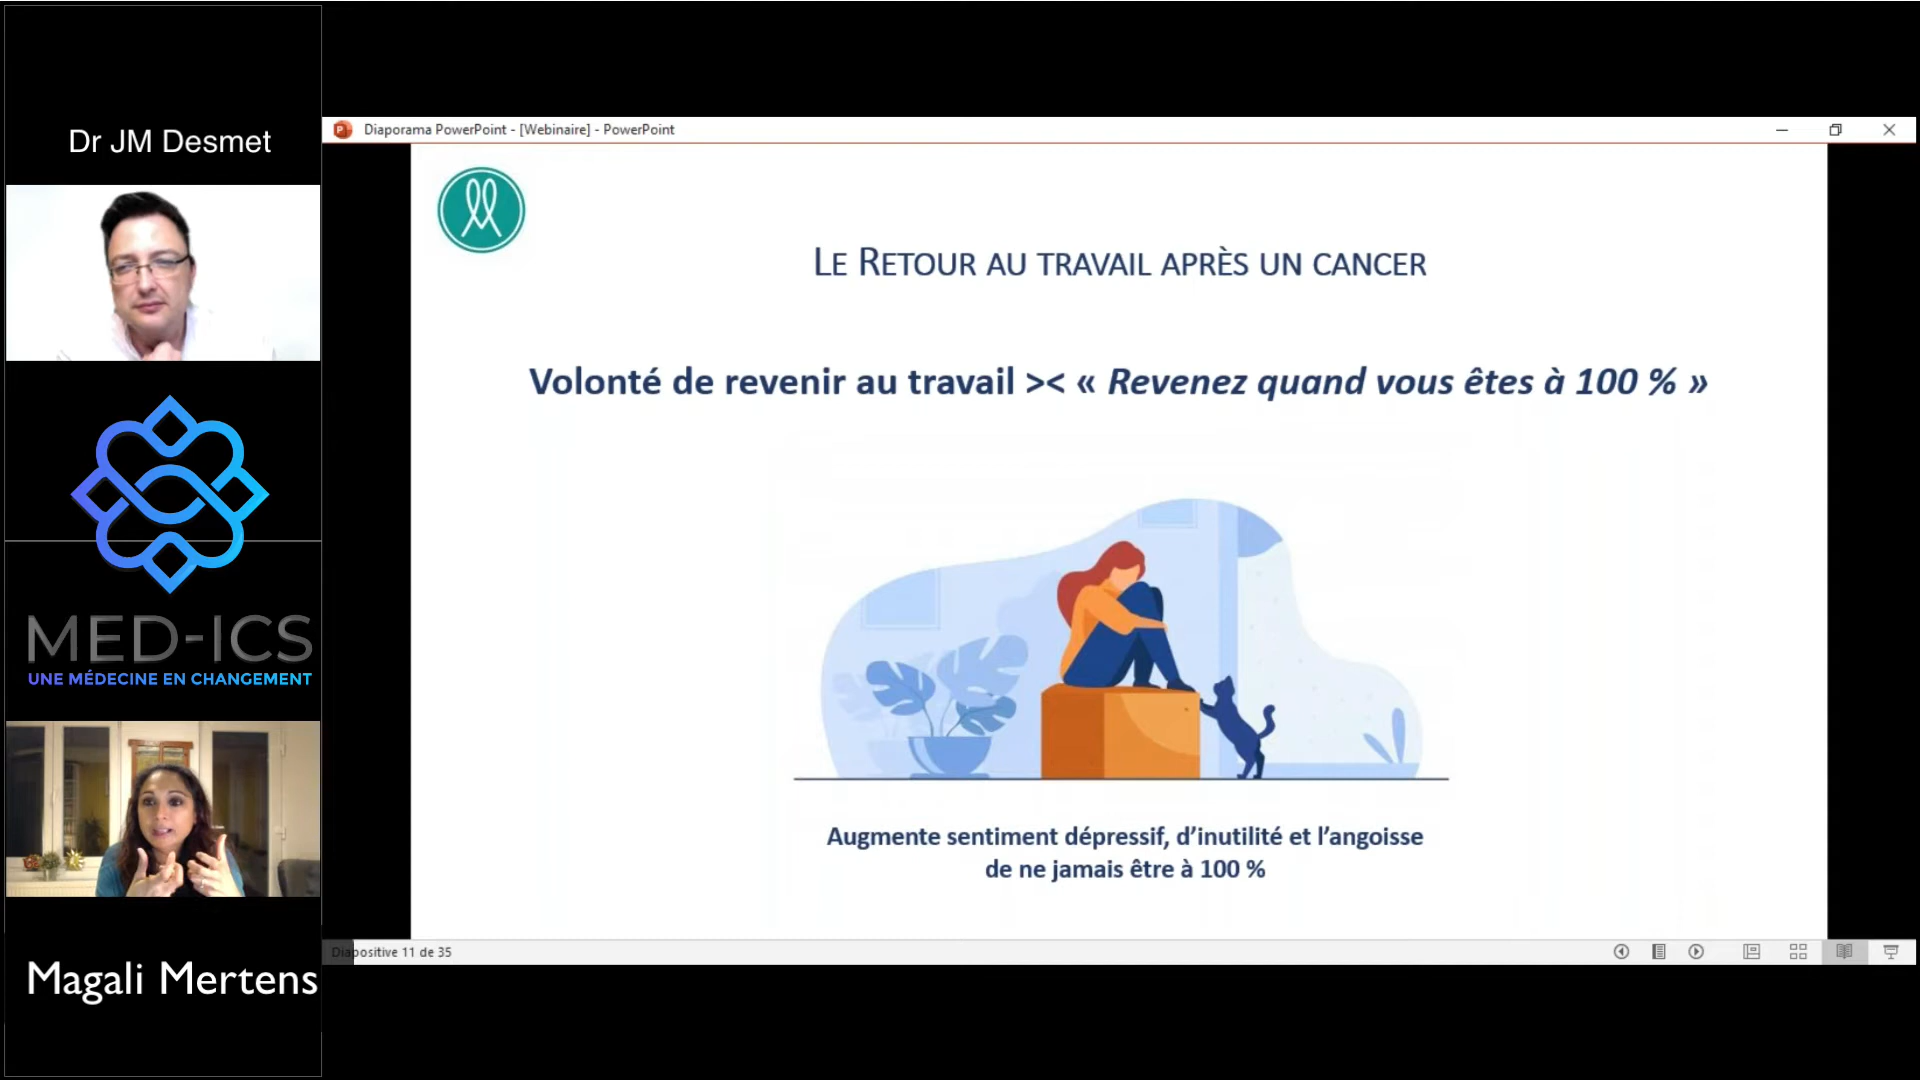 Dr JM Desmet
MED-ICS
UNE MÉDECINE EN CHANGEMENT
Magali Mertens
Diaporama PowerPoint - [Webinaire] - PowerPoint
LE RETOUR AU TRAVAIL APRÈS UN CANCER
Volonté de revenir au travail >< « Revenez quand vous êtes à 100 % »
Augmente sentiment dépressif, d’inutilité et l’angoisse
de ne jamais être à 100 %
Diapositive 11 de 35